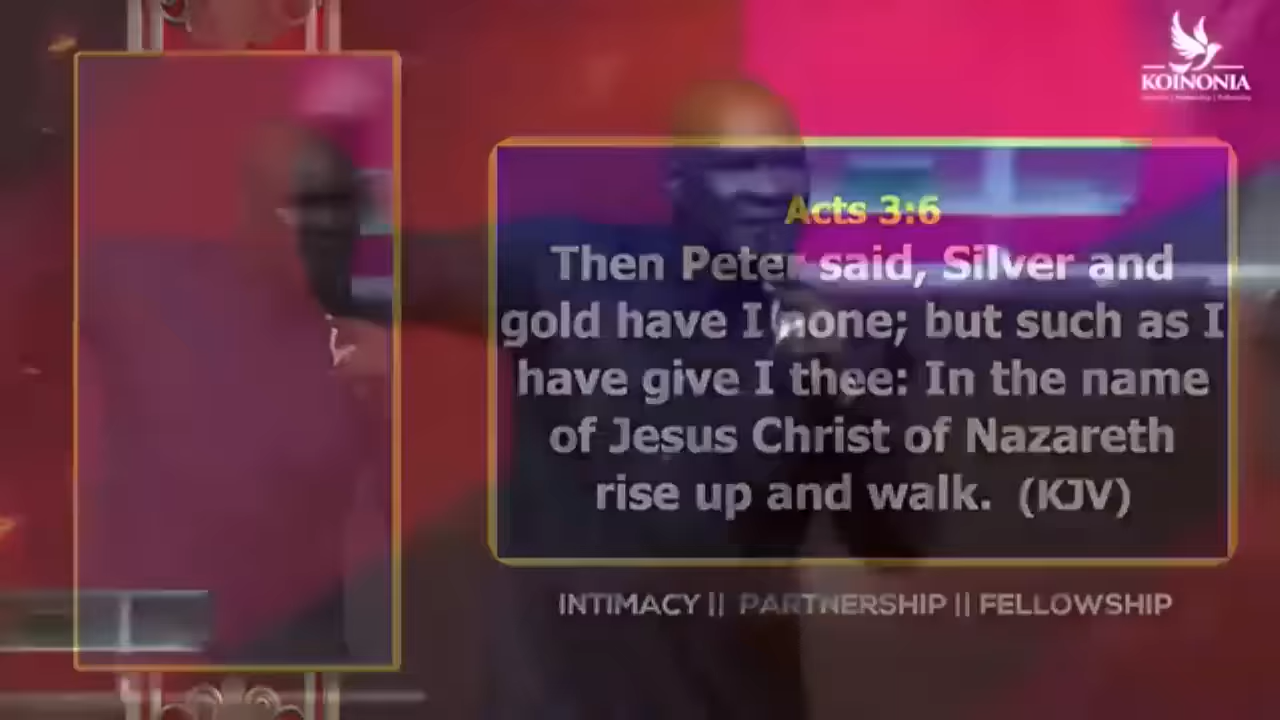 KOINONIA
Acts 3:6
Then Peter said, Silver and
gold have I none; but such as I
have give I thee: In the name
of Jesus Christ of Nazareth
rise up and walk. (KJV)
INTIMACY || PARTNERSHIP || FELLOWSHIP